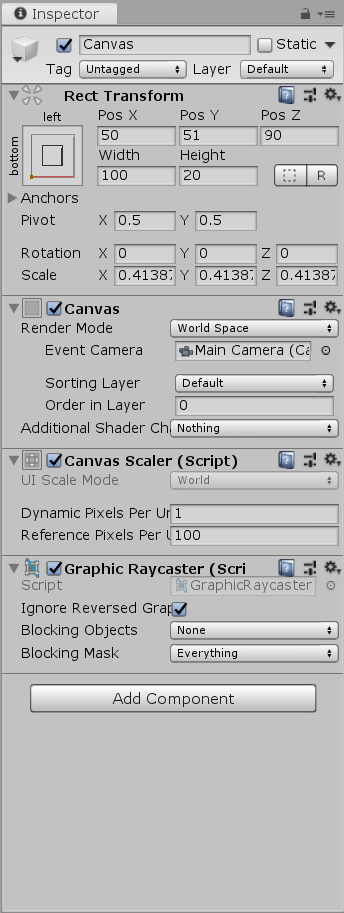 Inspector
Canvas Static
Tag Untagged Layer Default
Rect Transform
left Pos X Pos Y Pos Z
bottom 50 51 90
Width Height
100 20 R
Anchors
Pivot X 0.5 Y 0.5
Rotation X 0 Y 0 Z 0
Scale X 0.4138 Y 0.4138 Z 0.4138
Canvas
Render Mode World Space
Event Camera Main Camera (Ca
Sorting Layer Default
Order in Layer 0
Additional Shader Ch Nothing
Canvas Scaler (Script)
UI Scale Mode World
Dynamic Pixels Per Un 1
Reference Pixels Per U 100
Graphic Raycaster (Scri
Script GraphicRaycaster
Ignore Reversed Grap
Blocking Objects None
Blocking Mask Everything
Add Component